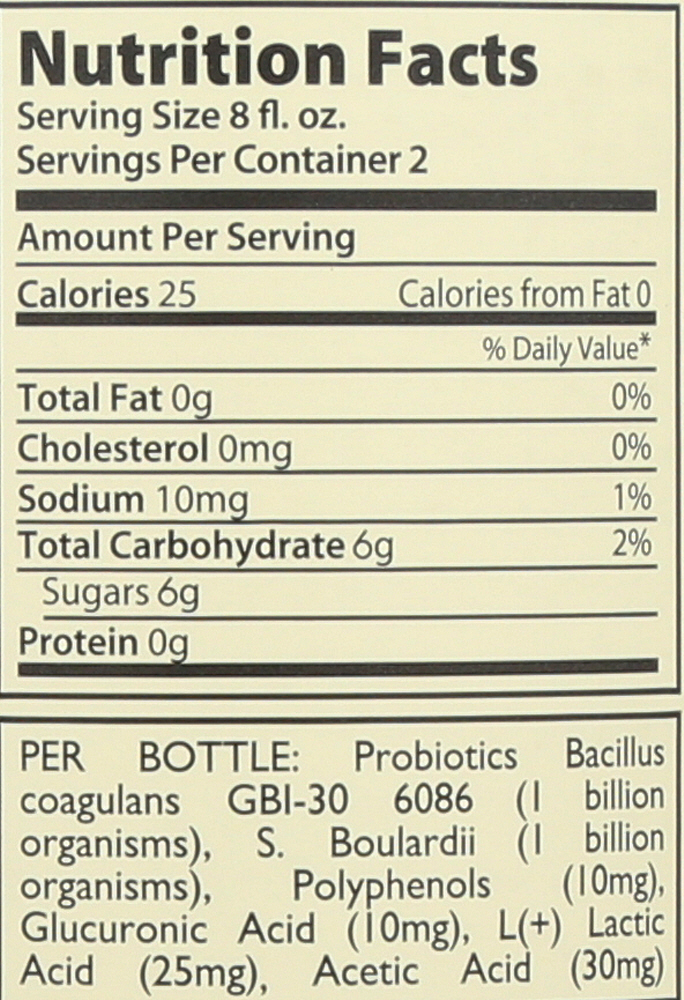 Nutrition Facts
Serving Size 8 fl. oz.
Servings Per Container 2
Amount Per Serving
Calories 25 Calories from Fat 0
% Daily Value*
Total Fat 0g 0%
Cholesterol 0mg 0%
Sodium 10mg 1%
Total Carbohydrate 6g 2%
Sugars 6g
Protein 0g
PER BOTTLE: Probiotics Bacillus
coagulans GBI-30 6086 (1 billion
organisms), S. Boulardii (1 billion
organisms), Polyphenols (10mg),
Glucuronic Acid (10mg), L(+) Lactic
Acid (25mg), Acetic Acid (30mg)